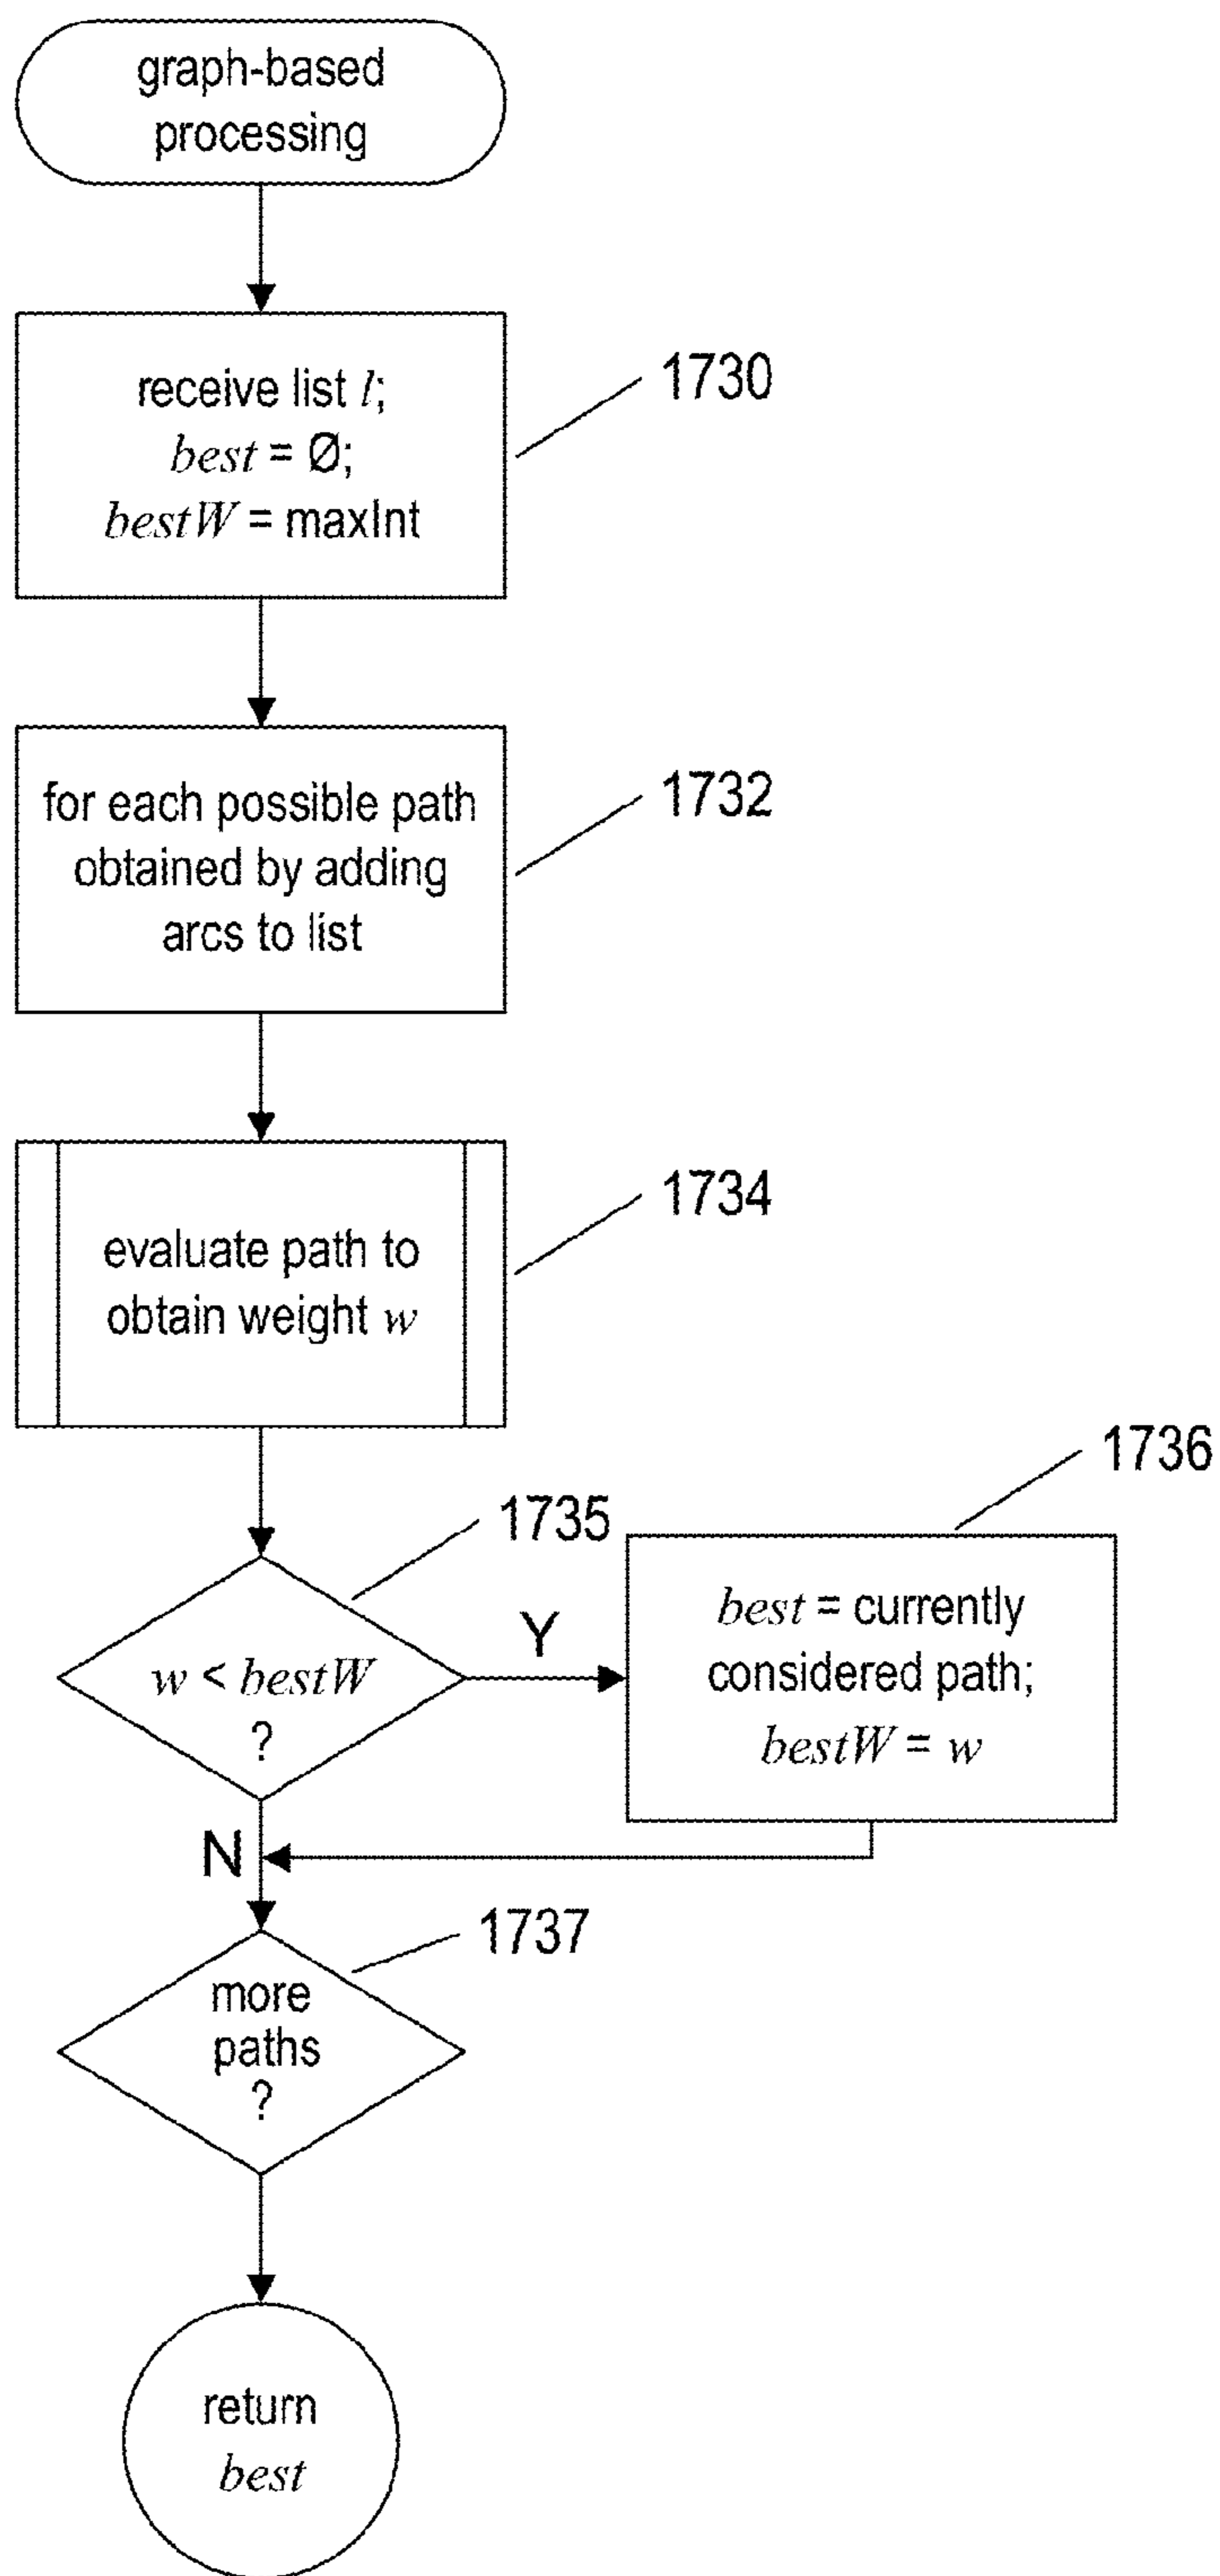 graph-based
processing
receive list l;
best = Ø;
bestW = maxInt
1730
for each possible path
obtained by adding
arcs to list
1732
evaluate path to
obtain weight w
1734
w < bestW
?
1735
Y
best = currently
considered path;
bestW = w
1736
N
more
paths
?
1737
return
best